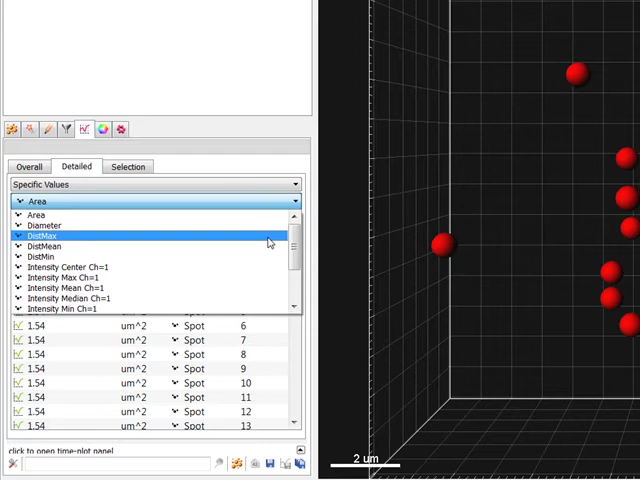 Overall Detailed Selection
Specific Values
Area
Area
Diameter
DistMax
DistMean
DistMin
Intensity Center Ch=1
Intensity Max Ch=1
Intensity Mean Ch=1
Intensity Median Ch=1
Intensity Min Ch=1
1.54 um^2 Spot 6
1.54 um^2 Spot 7
1.54 um^2 Spot 8
1.54 um^2 Spot 9
1.54 um^2 Spot 10
1.54 um^2 Spot 11
1.54 um^2 Spot 12
1.54 um^2 Spot 13
click to open time-plot panel
2 um